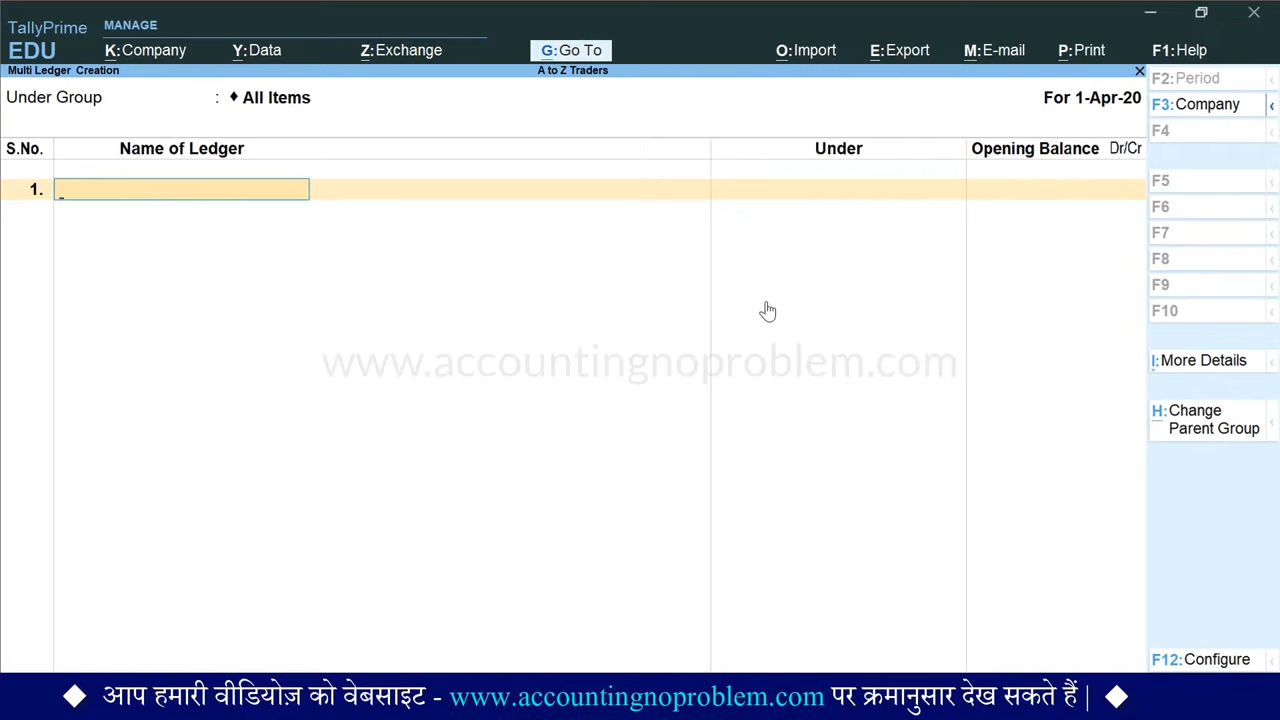 TallyPrime
EDU
MANAGE
K:Company Y:Data Z:Exchange G:Go To O:Import E:Export M:E-mail P:Print F1:Help
Multi Ledger Creation A to Z Traders
Under Group : ♦ All Items For 1-Apr-20
S.No. Name of Ledger Under Opening Balance Dr/Cr
1.
www.accountingnoproblem.com
F2:Period
F3:Company
F4
F5
F6
F7
F8
F9
F10
I:More Details
H:Change
Parent Group
F12:Configure
◆ आप हमारी वीडियोज़ को वेबसाइट - www.accountingnoproblem.com पर क्रमानुसार देख सकते हैं | ◆